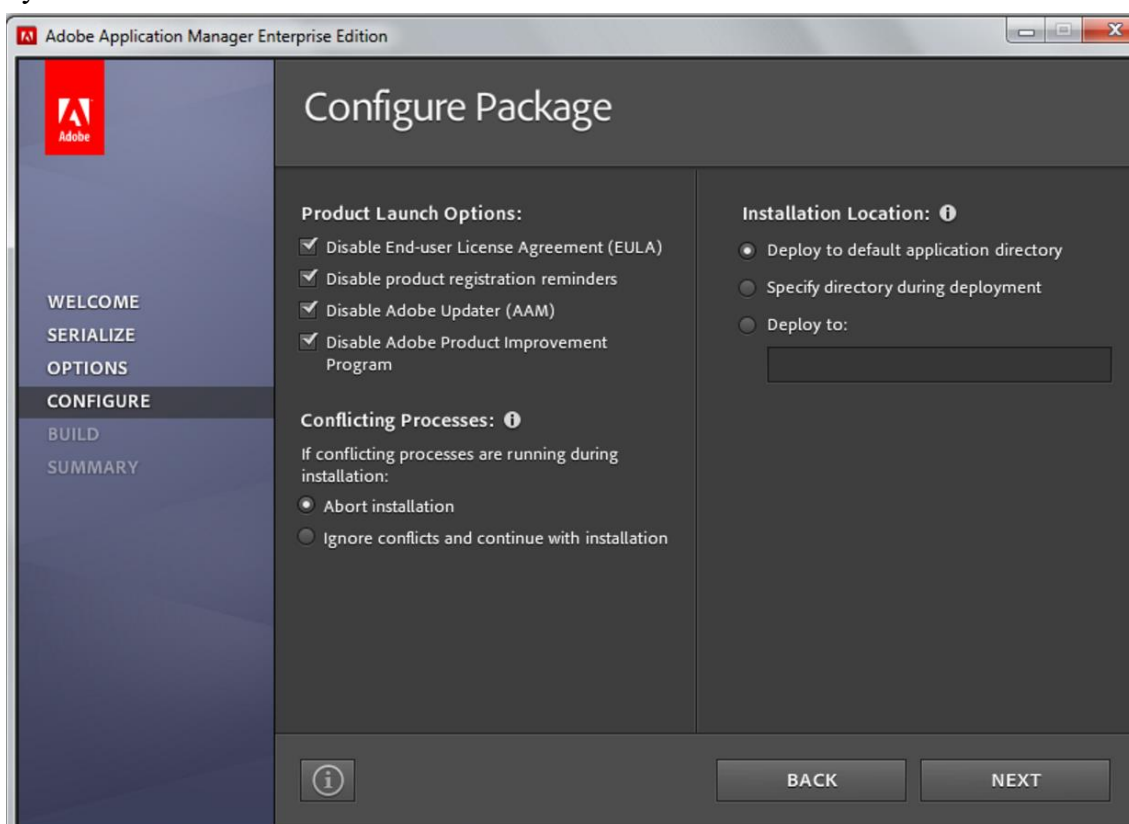 Adobe Application Manager Enterprise Edition
Adobe
Configure Package
WELCOME
SERIALIZE
OPTIONS
CONFIGURE
BUILD
SUMMARY
Product Launch Options:
Disable End-user License Agreement (EULA)
Disable product registration reminders
Disable Adobe Updater (AAM)
Disable Adobe Product Improvement
Program
Conflicting Processes:
If conflicting processes are running during
installation:
Abort installation
Ignore conflicts and continue with installation
Installation Location:
Deploy to default application directory
Specify directory during deployment
Deploy to:
BACK
NEXT